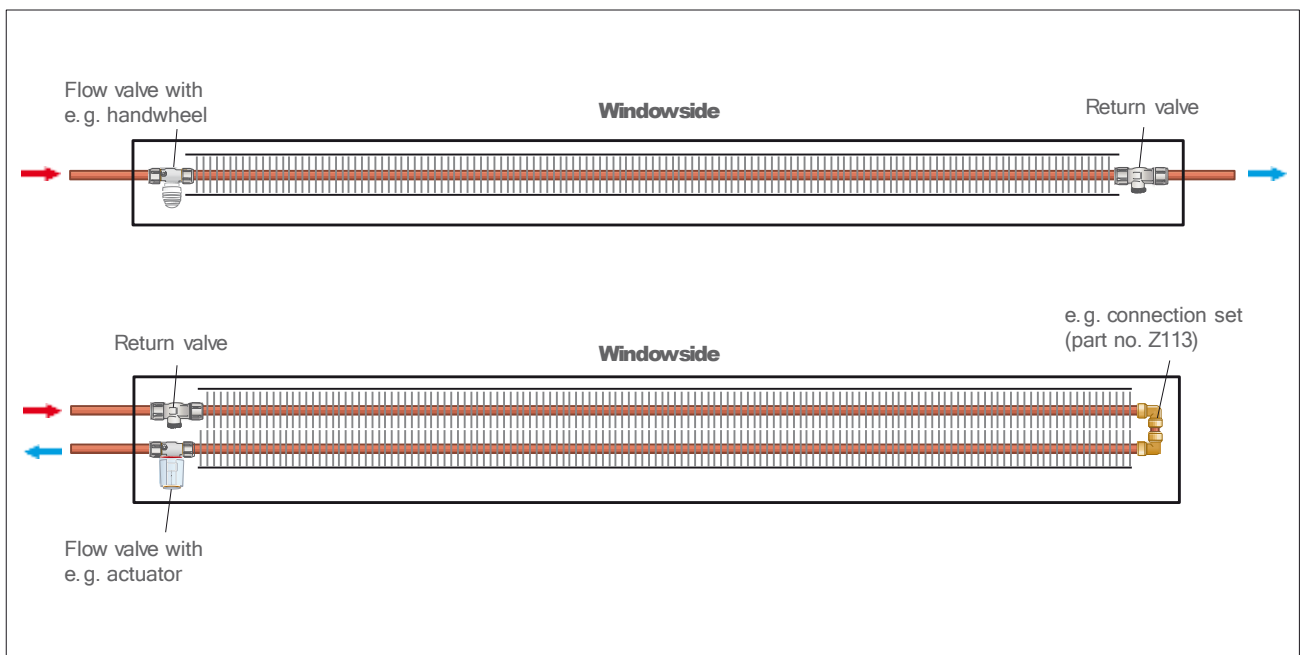 Flow valve with
e. g. handwheel
Windowside
Return valve
e. g. connection set
(part no. Z113)
Return valve
Windowside
Flow valve with
e. g. actuator